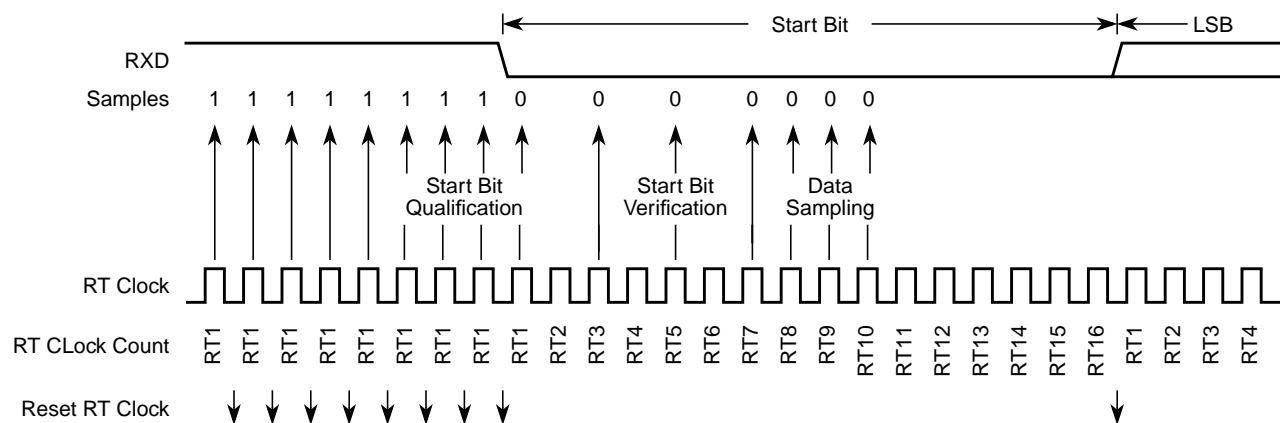 Start Bit LSB
RXD
Samples 1 1 1 1 1 1 1 1 0 0 0 0 0 0 0
Start Bit Qualification
Start Bit Verification
Data Sampling
RT Clock
RT CLock Count RT1 RT1 RT1 RT1 RT1 RT1 RT1 RT1 RT1 RT2 RT3 RT4 RT5 RT6 RT7 RT8 RT9 RT10 RT11 RT12 RT13 RT14 RT15 RT16 RT1 RT2 RT3 RT4
Reset RT Clock